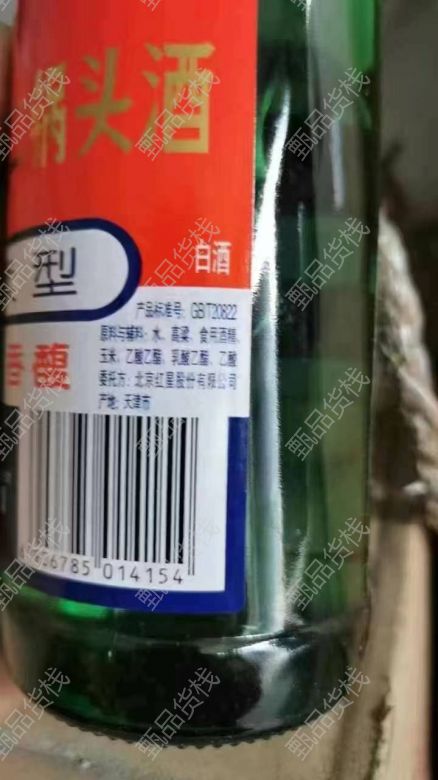 锅头酒
白酒
型
产品标准号：GB/T20822
原料与辅料：水、高粱、食用酒精、
玉米、乙酸乙酯、乳酸乙酯、乙酸
香馥
委托方：北京红星股份有限公司
产地：天津市
6785 014154
甄品货栈